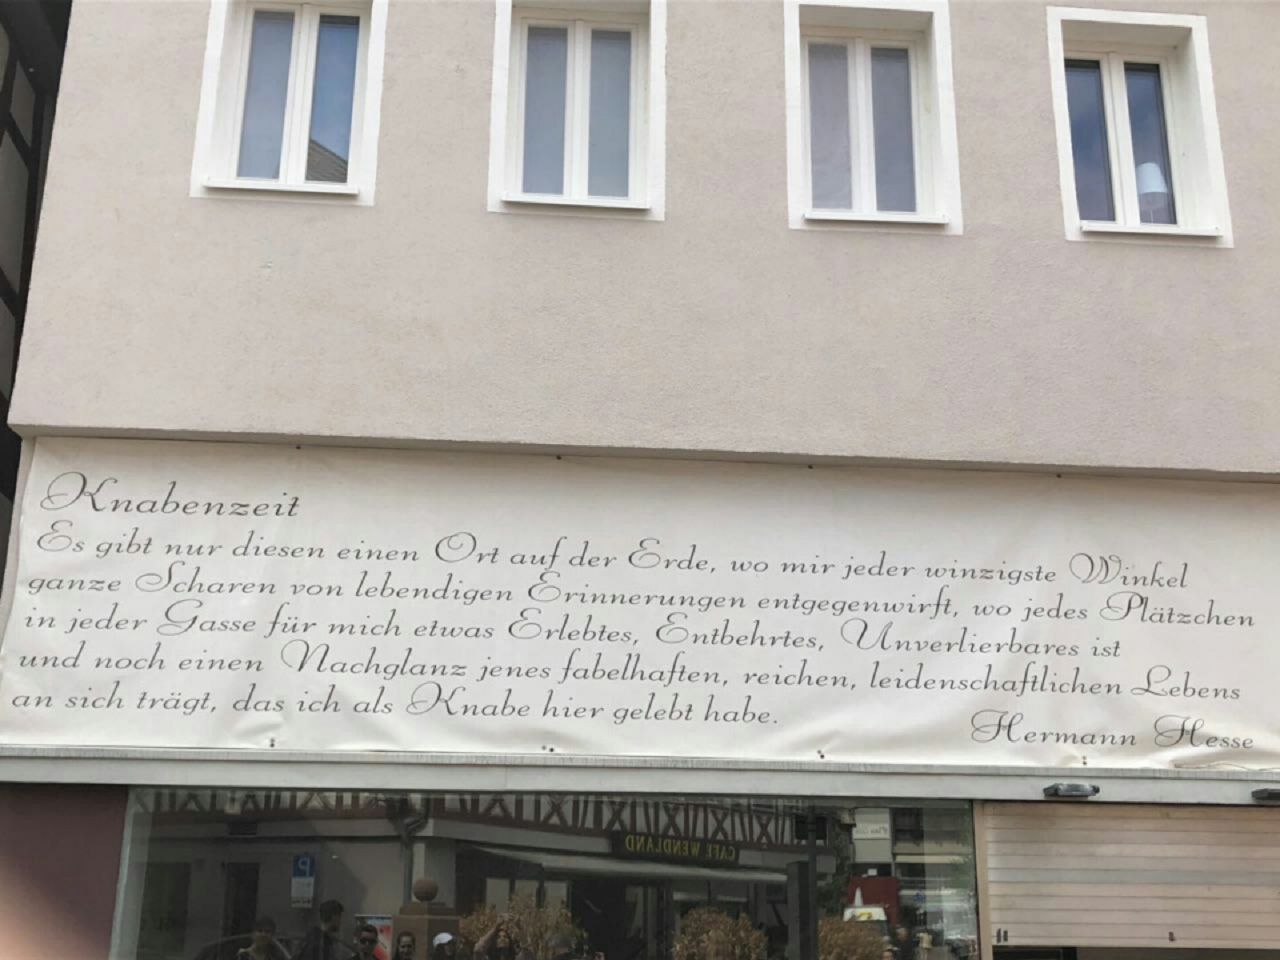 Knabenzeit
Es gibt nur diesen einen Ort auf der Erde, wo mir jeder winzigste Winkel
ganze Scharen von lebendigen Erinnerungen entgegenwirft, wo jedes Plätzchen
in jeder Gasse für mich etwas Erlebtes, Entbehrtes, Unverlierbares ist
und noch einen Nachglanz jenes fabelhaften, reichen, leidenschaftlichen Lebens
an sich trägt, das ich als Knabe hier gelebt habe.
Hermann Hesse
CAFE WENDLAND
P